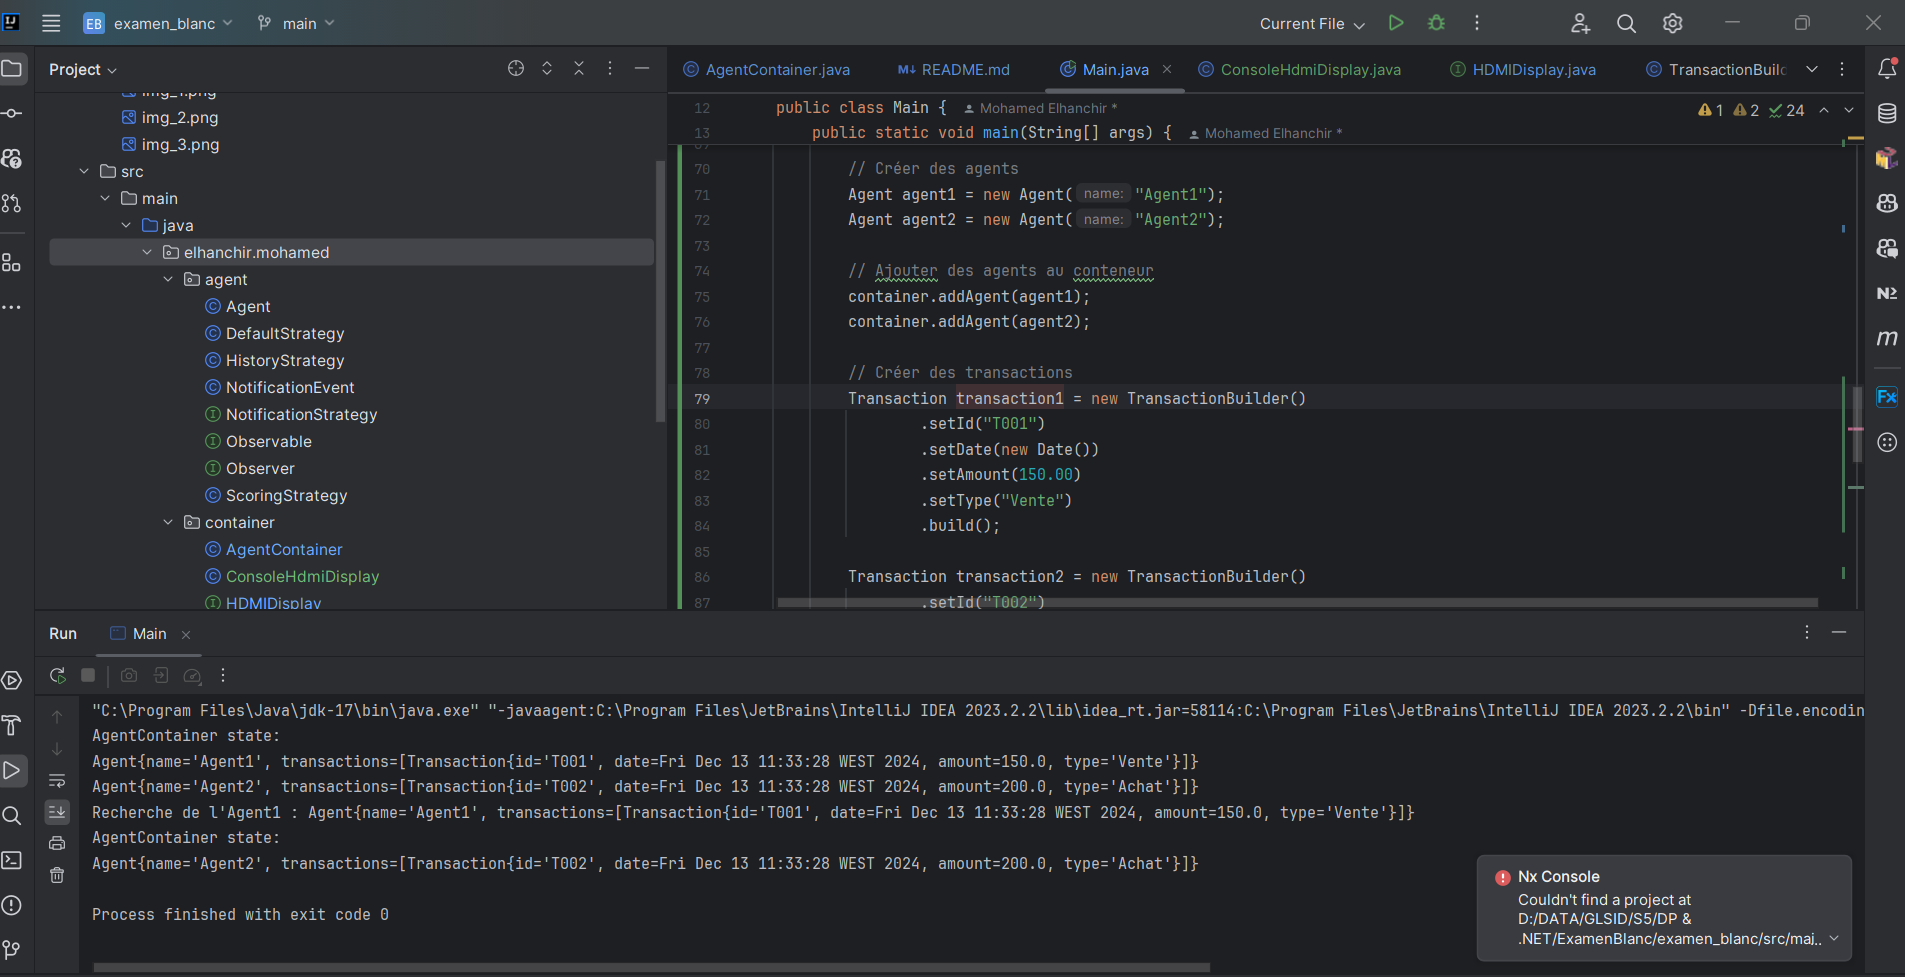 EB examen_blanc main Current File
Project
AgentContainer.java README.md Main.java ConsoleHdmiDisplay.java HDMIDisplay.java
img_1.png
img_2.png
img_3.png
src
main
java
elhanchir.mohamed
agent
Agent
DefaultStrategy
HistoryStrategy
NotificationEvent
NotificationStrategy
Observable
Observer
ScoringStrategy
container
AgentContainer
ConsoleHdmiDisplay
HDMIDisplay
12 public class Main { Mohamed Elhanchir *
1 2 24
13 public static void main(String[] args) { Mohamed Elhanchir *
70 // Créer des agents
71 Agent agent1 = new Agent( name: "Agent1");
72 Agent agent2 = new Agent( name: "Agent2");
73
74 // Ajouter des agents au conteneur
75 container.addAgent(agent1);
76 container.addAgent(agent2);
77
78 // Créer des transactions
79 Transaction transaction1 = new TransactionBuilder()
80 .setId("T001")
81 .setDate(new Date())
82 .setAmount(150.00)
83 .setType("Vente")
84 .build();
85
86 Transaction transaction2 = new TransactionBuilder()
87 .setId("T002")
Run Main
"C:\Program Files\Java\jdk-17\bin\java.exe" "-javaagent:C:\Program Files\JetBrains\IntelliJ IDEA 2023.2.2\lib\idea_rt.jar=58114:C:\Program Files\JetBrains\IntelliJ IDEA 2023.2.2\bin" -Dfile.encodin
AgentContainer state:
Agent{name='Agent1', transactions=[Transaction{id='T001', date=Fri Dec 13 11:33:28 WEST 2024, amount=150.0, type='Vente'}]}
Agent{name='Agent2', transactions=[Transaction{id='T002', date=Fri Dec 13 11:33:28 WEST 2024, amount=200.0, type='Achat'}]}
Recherche de l'Agent1 : Agent{name='Agent1', transactions=[Transaction{id='T001', date=Fri Dec 13 11:33:28 WEST 2024, amount=150.0, type='Vente'}]}
AgentContainer state:
Agent{name='Agent2', transactions=[Transaction{id='T002', date=Fri Dec 13 11:33:28 WEST 2024, amount=200.0, type='Achat'}]}
Process finished with exit code 0
Nx Console
Couldn't find a project at
D:/DATA/GLSID/S5/DP &
.NET/ExamenBlanc/examen_blanc/src/mai..